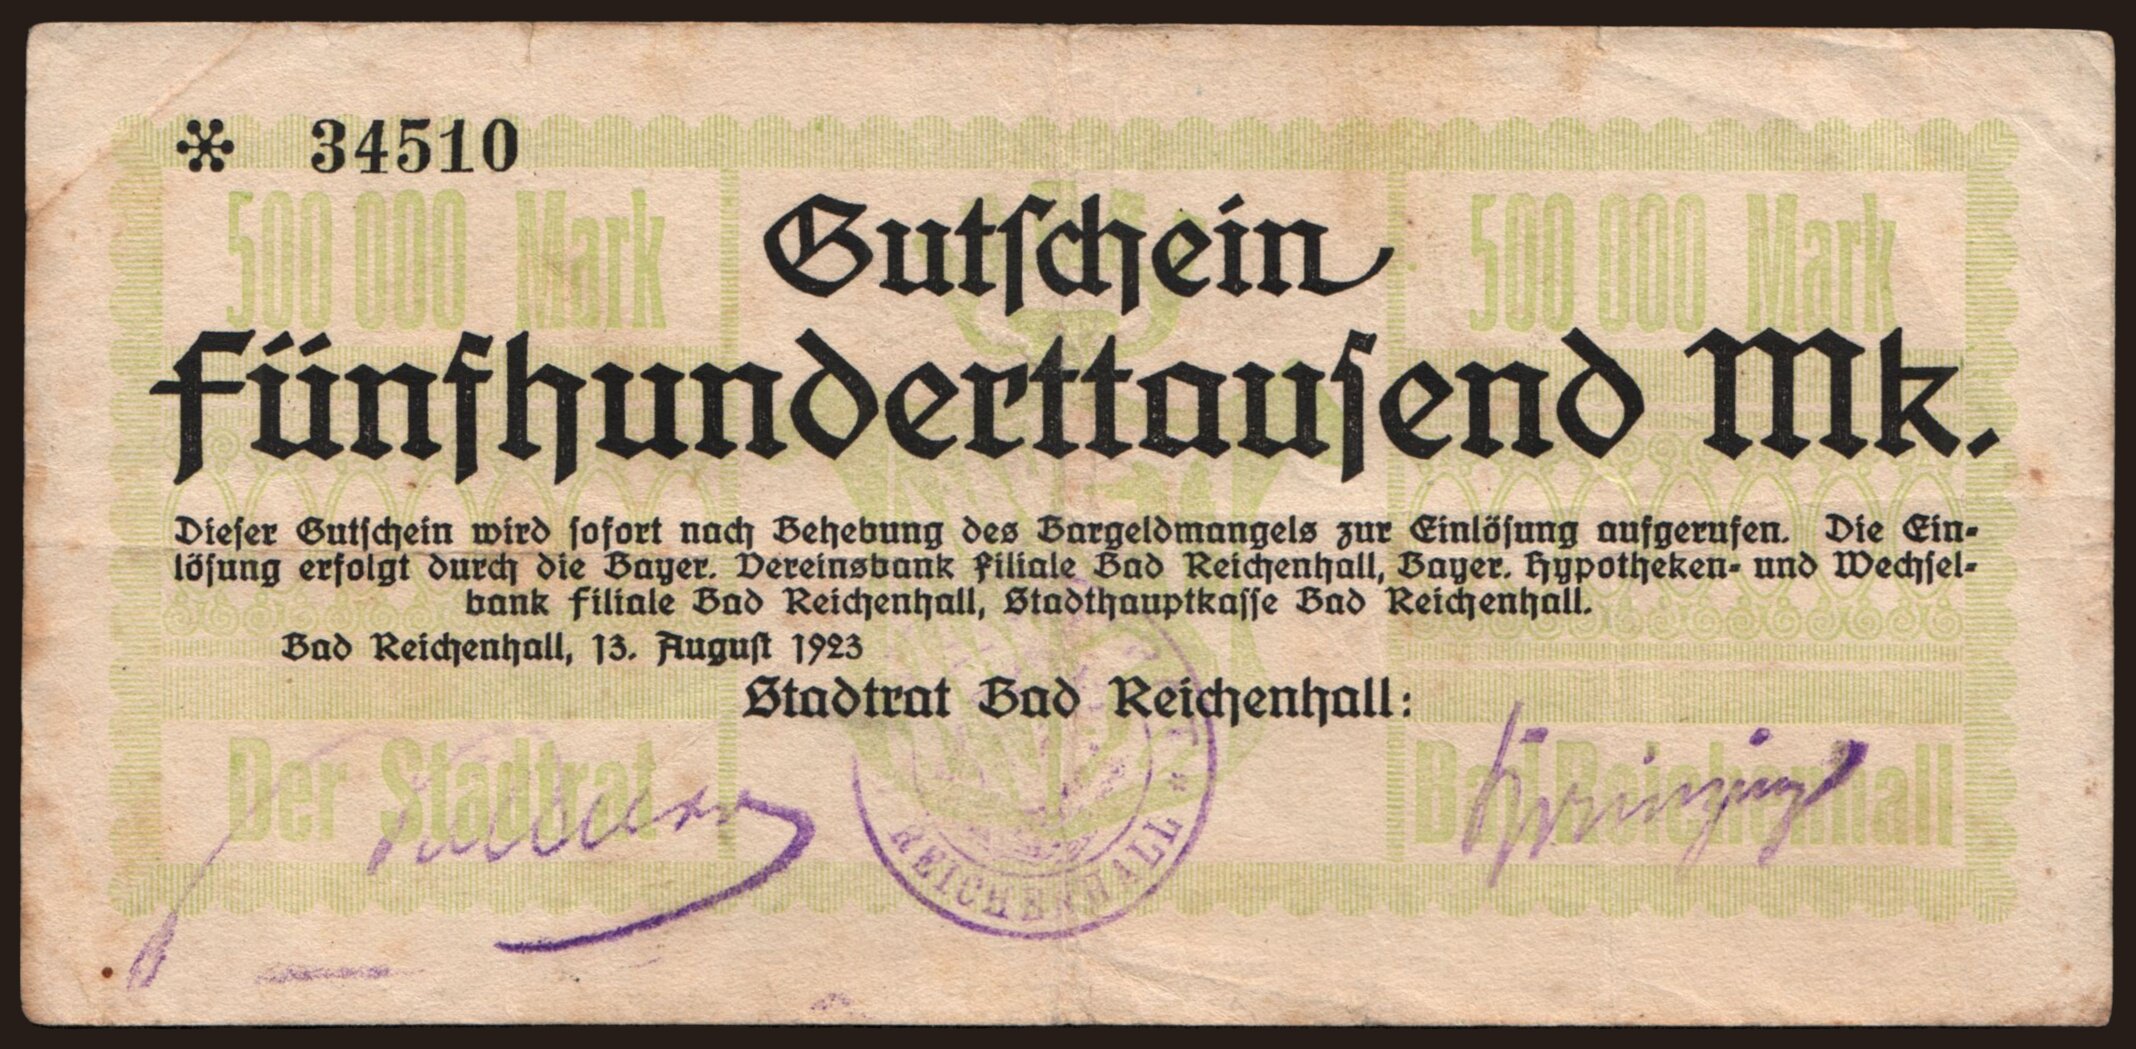 * 34510
500 000 Mark
500 000 Mark
Gutschein
Fünfhunderttausend Mk.
Dieser Gutschein wird sofort nach Behebung des Bargeldmangels zur Einlösung aufgerufen. Die Ein-
lösung erfolgt durch die Bayer. Vereinsbank Filiale Bad Reichenhall, Bayer. Hypotheken- und Wechsel-
bank Filiale Bad Reichenhall, Stadthauptkasse Bad Reichenhall.
Bad Reichenhall, 13. August 1923
Stadtrat Bad Reichenhall:
Der Stadtrat
Bad Reichenhall
REICHENHALL *